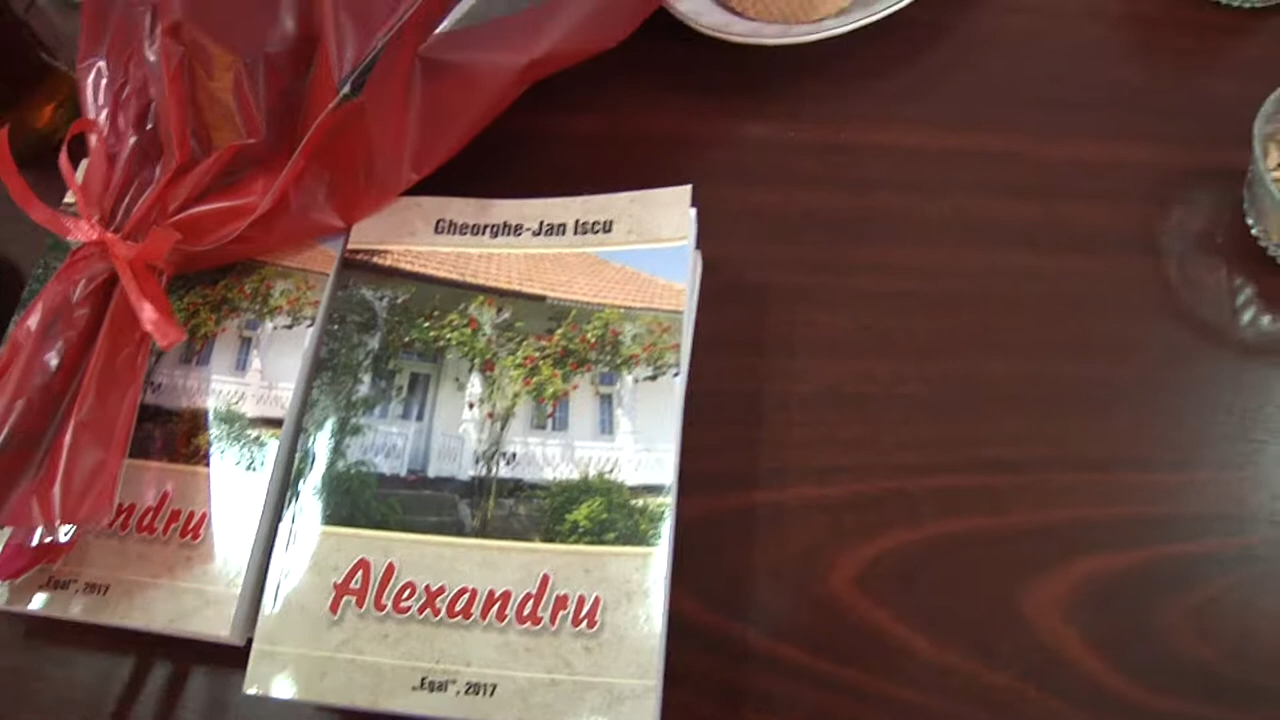 Gheorghe-Jan Iscu
Alexandru
„Egal”, 2017
ndru
„Egal”, 2017